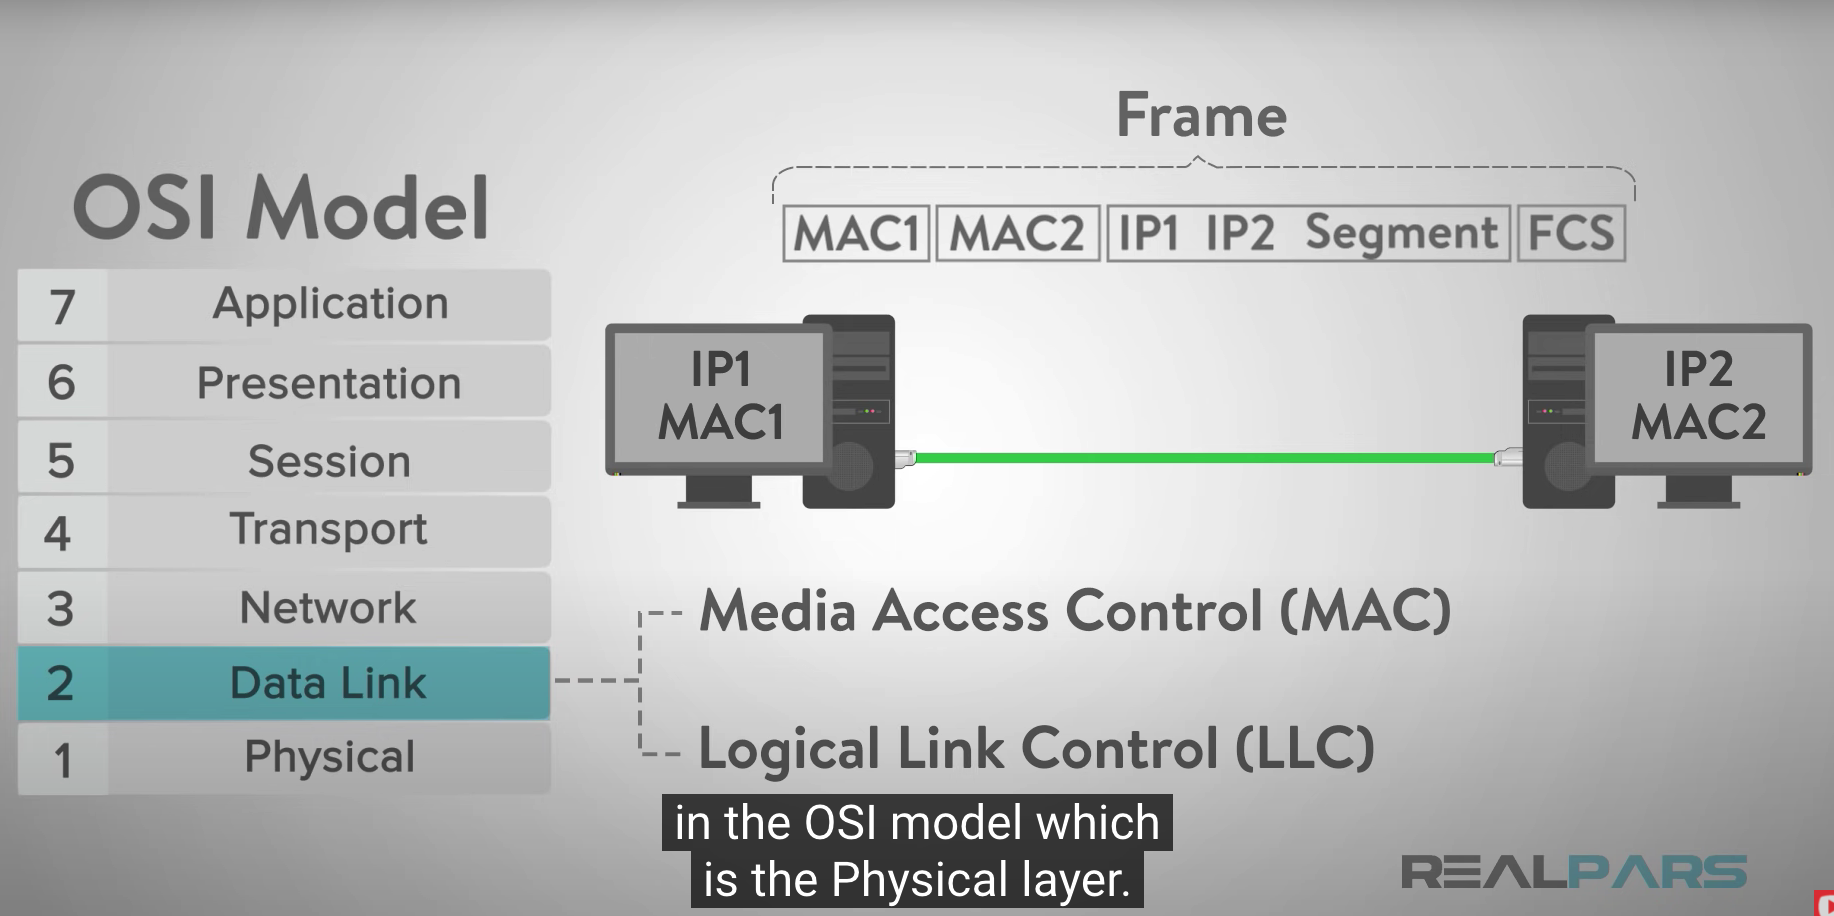 Frame
MAC1 MAC2 IP1 IP2 Segment FCS
OSI Model
7 Application
6 Presentation
5 Session
4 Transport
3 Network
2 Data Link
1 Physical
IP1
MAC1
IP2
MAC2
Media Access Control (MAC)
Logical Link Control (LLC)
in the OSI model which
is the Physical layer.
REALPARS